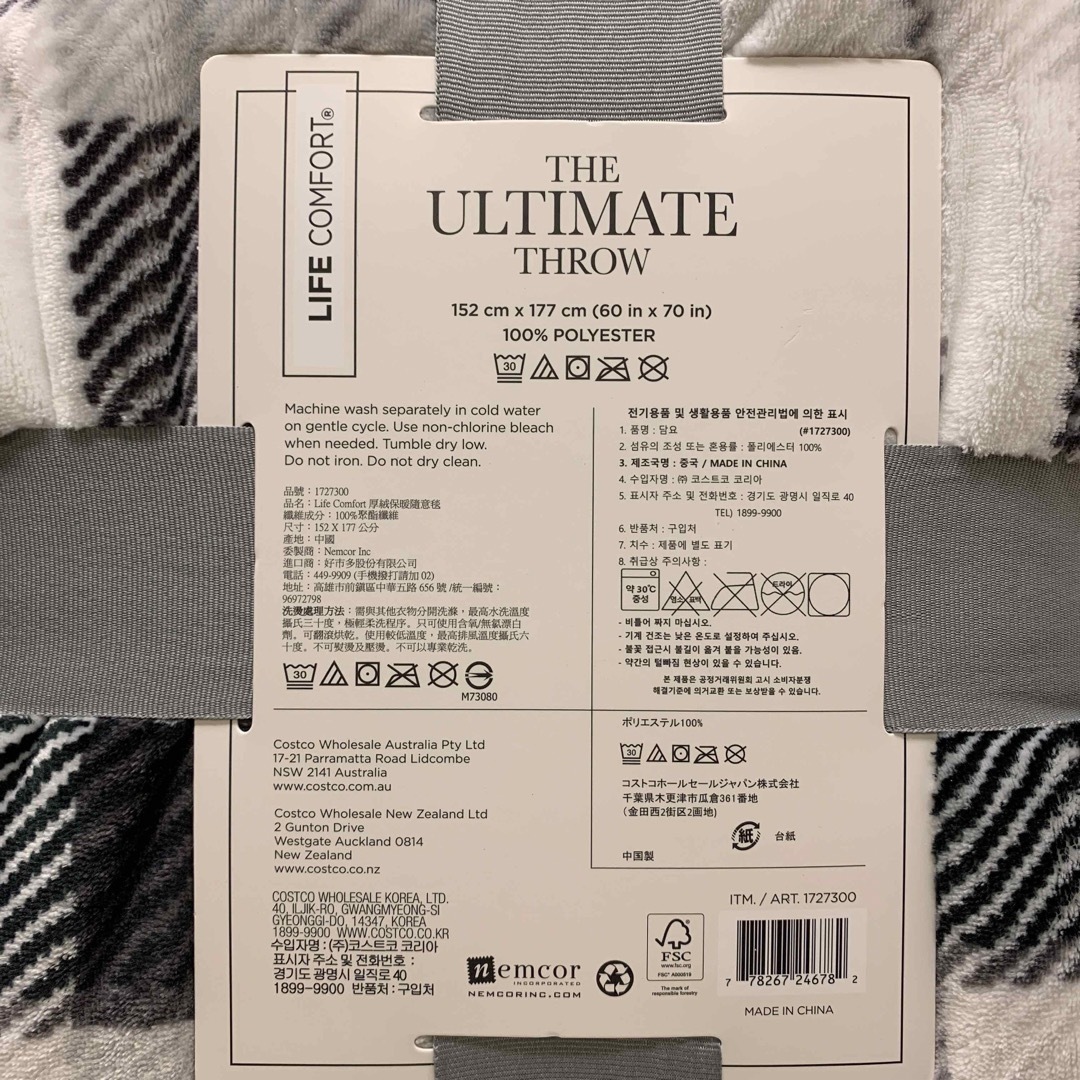 LIFE COMFORT®
THE
ULTIMATE
THROW
152 cm x 177 cm (60 in x 70 in)
100% POLYESTER
30
Machine wash separately in cold water
on gentle cycle. Use non-chlorine bleach
when needed. Tumble dry low.
Do not iron. Do not dry clean.
品號：1727300
品名：Life Comfort 厚絨保暖隨意毯
纖維成分：100%聚酯纖維
尺寸：152 X 177 公分
產地：中國
委製商：Nemcor Inc
進口商：好市多股份有限公司
電話：449-9909 (手機撥打請加 02)
地址：高雄市前鎮區中華五路 656 號 /統一編號：
96972798
洗燙處理方法：需與其他衣物分開洗滌，最高水洗溫度
攝氏三十度，極輕柔洗程序。只可使用含氧/無氯漂白
劑。可翻滾烘乾。使用較低溫度，最高排風溫度攝氏六
十度。不可熨燙及壓燙。不可以專業乾洗。
30
M73080
전기용품 및 생활용품 안전관리법에 의한 표시
1. 품명 : 담요 (#1727300)
2. 섬유의 조성 또는 혼용률 : 폴리에스터 100%
3. 제조국명 : 중국 / MADE IN CHINA
4. 수입자명 : ㈜ 코스트코 코리아
5. 표시자 주소 및 전화번호 : 경기도 광명시 일직로 40
TEL) 1899-9900
6. 반품처 : 구입처
7. 치수 : 제품에 별도 표기
8. 취급상 주의사항 :
약 30℃
중성
염소 표백
드라이
- 비틀어 짜지 마십시오.
- 기계 건조는 낮은 온도로 설정하여 주십시오.
- 불꽃 접근시 불길이 옮겨 붙을 가능성이 있음.
- 약간의 털빠짐 현상이 있을 수 있습니다.
본 제품은 공정거래위원회 고시 소비자분쟁
해결기준에 의거교환 또는 보상받을 수 있습니다.
Costco Wholesale Australia Pty Ltd
17-21 Parramatta Road Lidcombe
NSW 2141 Australia
www.costco.com.au
Costco Wholesale New Zealand Ltd
2 Gunton Drive
Westgate Auckland 0814
New Zealand
www.costco.co.nz
ポリエステル100%
30
コストコホールセールジャパン株式会社
千葉県木更津市瓜倉361番地
（金田西2街区2画地）
紙 台紙
中国製
COSTCO WHOLESALE KOREA, LTD.
40, ILJIK-RO, GWANGMYEONG-SI
GYEONGGI-DO, 14347, KOREA
1899-9900 WWW.COSTCO.CO.KR
수입자명 : (주)코스트코 코리아
표시자 주소 및 전화번호 :
경기도 광명시 일직로 40
1899-9900 반품처 : 구입처
nemcor
INCORPORATED
NEMCORINC.COM
FSC
www.fsc.org
FSC® A000619
The mark of
responsible forestry
ITM. / ART. 1727300
7 78267 24678 2
MADE IN CHINA